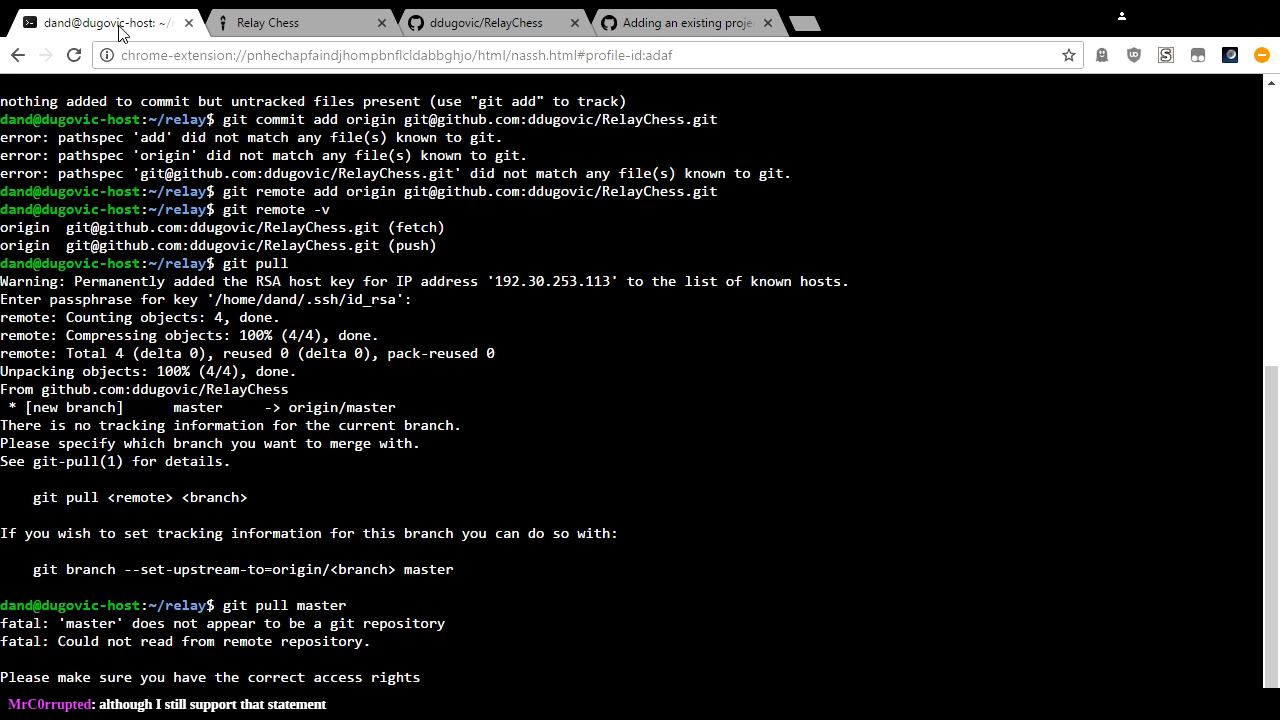 dand@dugovic-host: ~/r
Relay Chess
ddugovic/RelayChess
Adding an existing proje
chrome-extension://pnhechapfaindjhompbnflcldabbghjo/html/nassh.html#profile-id:adaf
nothing added to commit but untracked files present (use "git add" to track)
dand@dugovic-host:~/relay$ git commit add origin git@github.com:ddugovic/RelayChess.git
error: pathspec 'add' did not match any file(s) known to git.
error: pathspec 'origin' did not match any file(s) known to git.
error: pathspec 'git@github.com:ddugovic/RelayChess.git' did not match any file(s) known to git.
dand@dugovic-host:~/relay$ git remote add origin git@github.com:ddugovic/RelayChess.git
dand@dugovic-host:~/relay$ git remote -v
origin  git@github.com:ddugovic/RelayChess.git (fetch)
origin  git@github.com:ddugovic/RelayChess.git (push)
dand@dugovic-host:~/relay$ git pull
Warning: Permanently added the RSA host key for IP address '192.30.253.113' to the list of known hosts.
Enter passphrase for key '/home/dand/.ssh/id_rsa':
remote: Counting objects: 4, done.
remote: Compressing objects: 100% (4/4), done.
remote: Total 4 (delta 0), reused 0 (delta 0), pack-reused 0
Unpacking objects: 100% (4/4), done.
From github.com:ddugovic/RelayChess
 * [new branch]      master     -> origin/master
There is no tracking information for the current branch.
Please specify which branch you want to merge with.
See git-pull(1) for details.
    git pull <remote> <branch>
If you wish to set tracking information for this branch you can do so with:
    git branch --set-upstream-to=origin/<branch> master
dand@dugovic-host:~/relay$ git pull master
fatal: 'master' does not appear to be a git repository
fatal: Could not read from remote repository.
Please make sure you have the correct access rights
MrC0rrupted: although I still support that statement